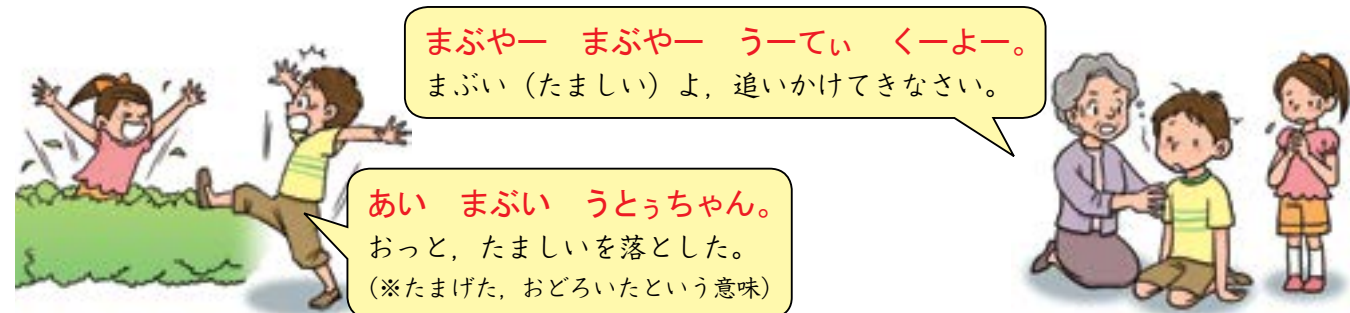 まぶやー　まぶやー　うーてぃ　くーよー。
まぶい（たましい）よ，追いかけてきなさい。
あい　まぶい　うとぅちゃん。
おっと，たましいを落とした。
（※たまげた，おどろいたという意味）